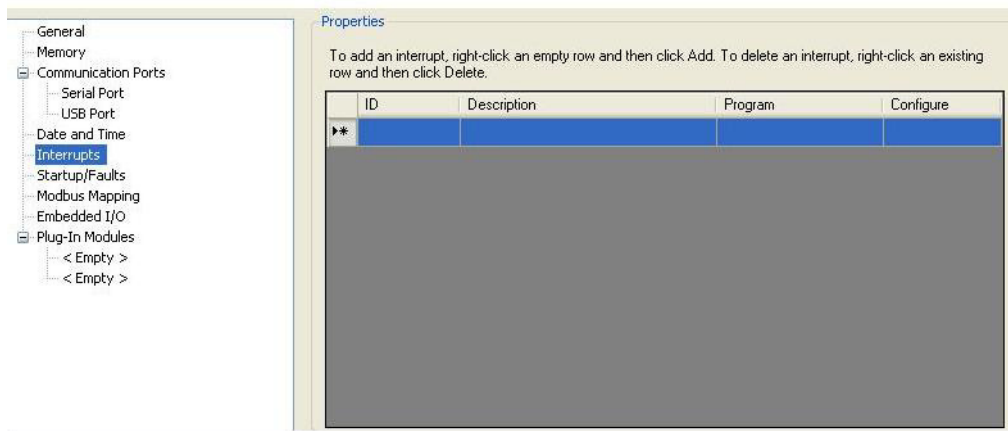 General
Memory
Communication Ports
Serial Port
USB Port
Date and Time
Interrupts
Startup/Faults
Modbus Mapping
Embedded I/O
Plug-In Modules
< Empty >
< Empty >
Properties
To add an interrupt, right-click an empty row and then click Add. To delete an interrupt, right-click an existing
row and then click Delete.
ID Description Program Configure